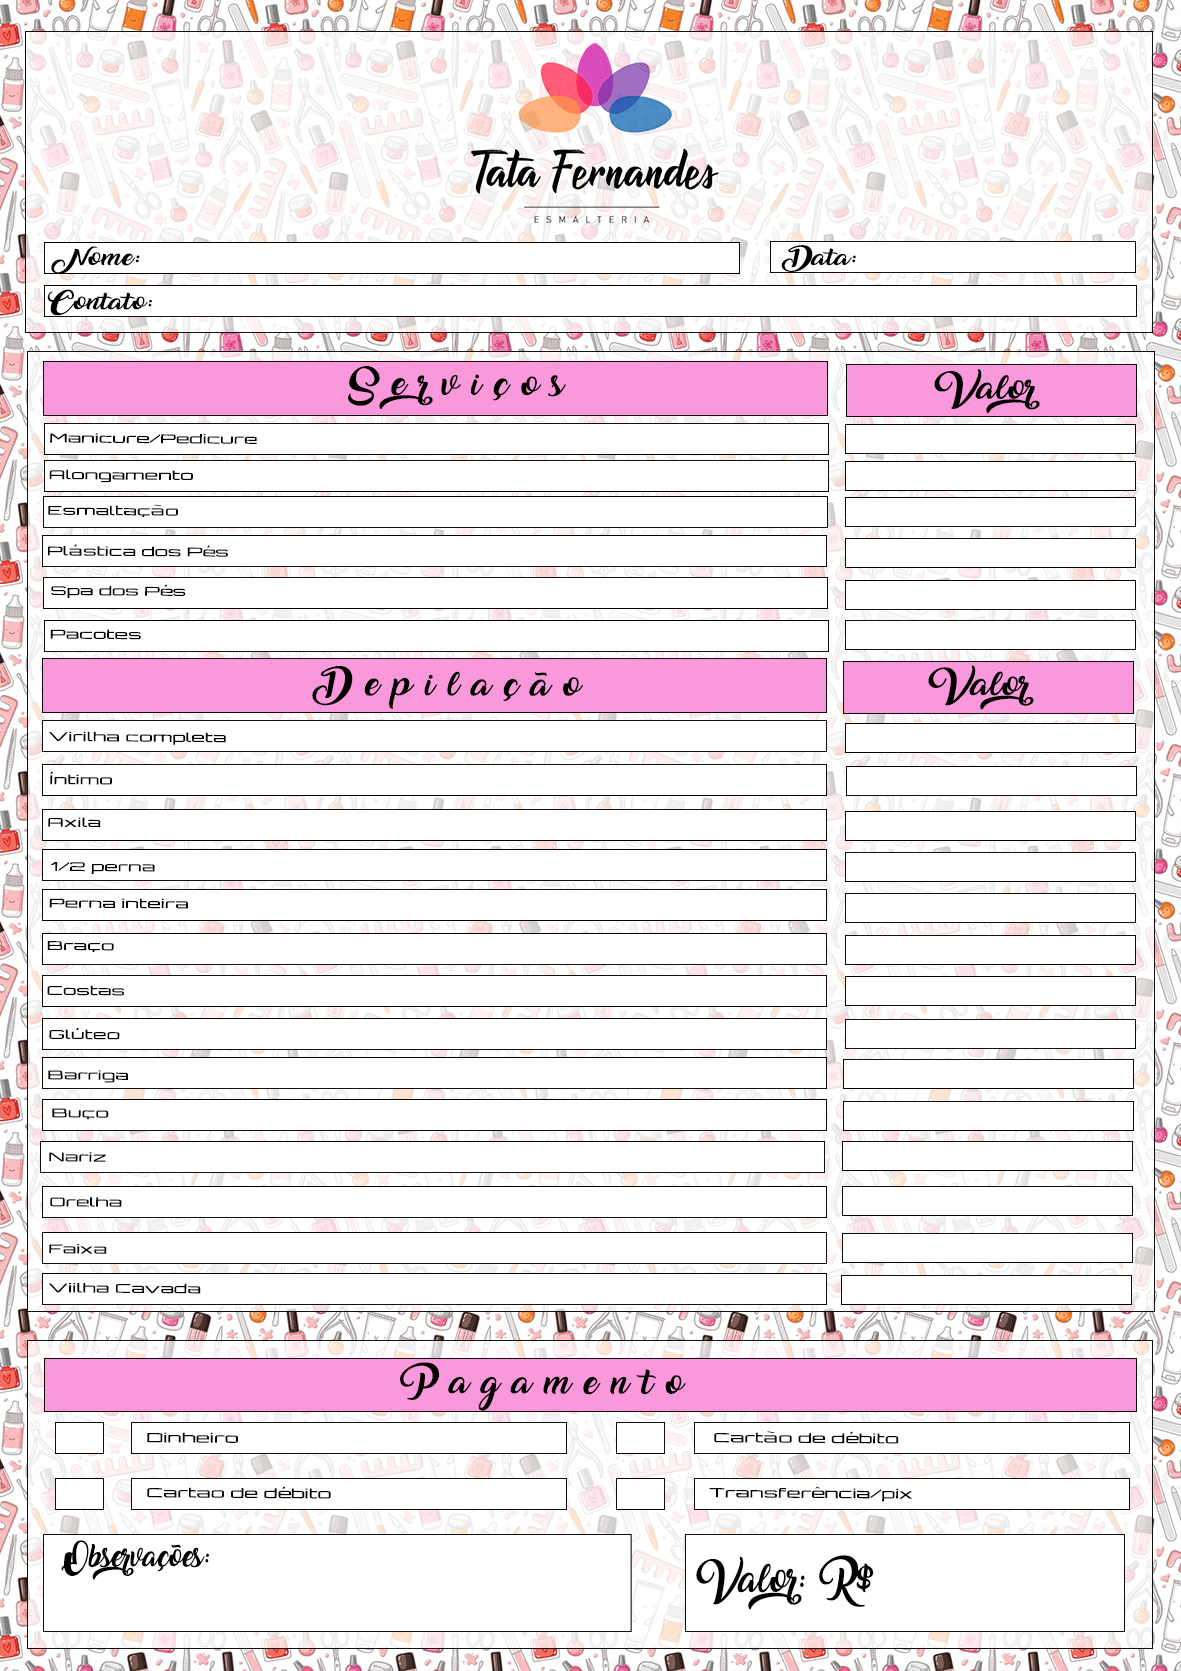 Tata Fernandes
ESMALTERIA
Nome: Data:
Contato:
Serviços Valor
Manicure/Pedicure
Alongamento
Esmaltação
Plástica dos Pés
Spa dos Pés
Pacotes
Depilação Valor
Virilha completa
Íntimo
Axila
1/2 perna
Perna inteira
Braço
Costas
Glúteo
Barriga
Buço
Nariz
Orelha
Faixa
Viilha Cavada
Pagamento
Dinheiro Cartão de débito
Cartao de débito Transferência/pix
Observações:
Valor: R$